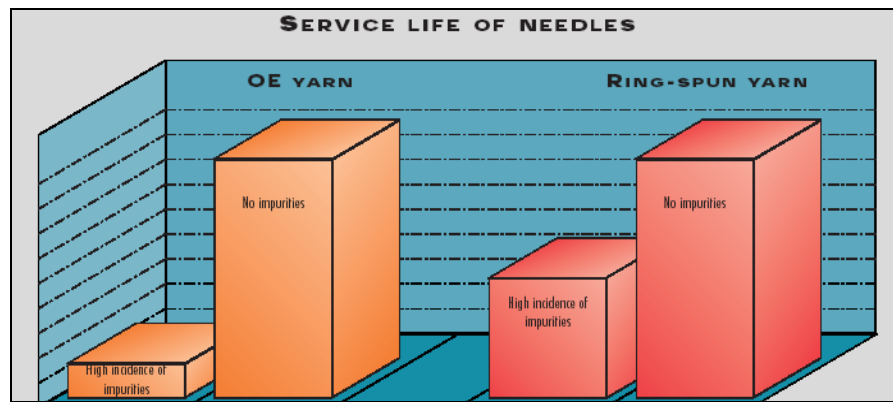 SERVICE LIFE OF NEEDLES
OE YARN
RING-SPUN YARN
No impurities
No impurities
High incidence of
impurities
High incidence of
impurities